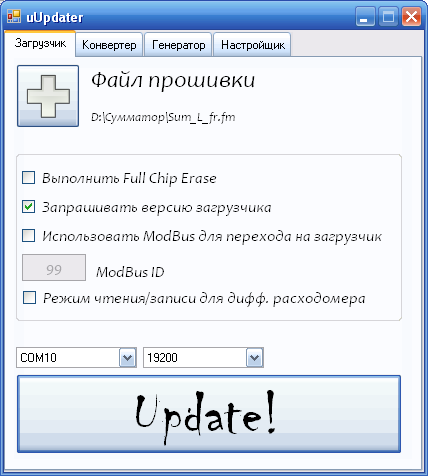 uUpdater
Загрузчик Конвертер Генератор Настройщик
Файл прошивки
D:\Сумматор\Sum_L_fr.fm
Выполнить Full Chip Erase
Запрашивать версию загрузчика
Использовать ModBus для перехода на загрузчик
99 ModBus ID
Режим чтения/записи для дифф. расходомера
COM10 19200
Update!